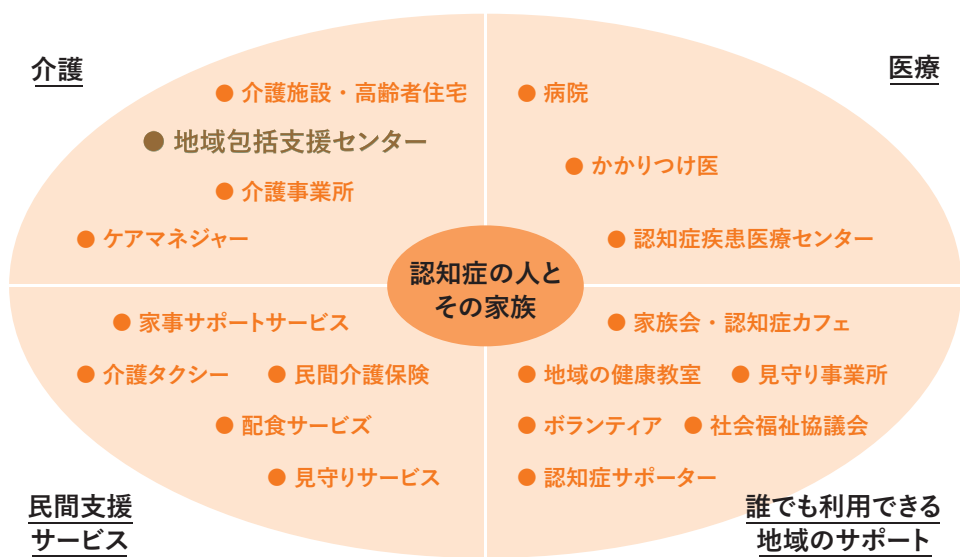 介護
● 介護施設・高齢者住宅
● 地域包括支援センター
● 介護事業所
● ケアマネジャー
医療
● 病院
● かかりつけ医
● 認知症疾患医療センター
認知症の人と
その家族
● 家事サポートサービス
● 介護タクシー ● 民間介護保険
● 配食サービズ
● 見守りサービス
民間支援
サービス
● 家族会・認知症カフェ
● 地域の健康教室 ● 見守り事業所
● ボランティア ● 社会福祉協議会
● 認知症サポーター
誰でも利用できる
地域のサポート